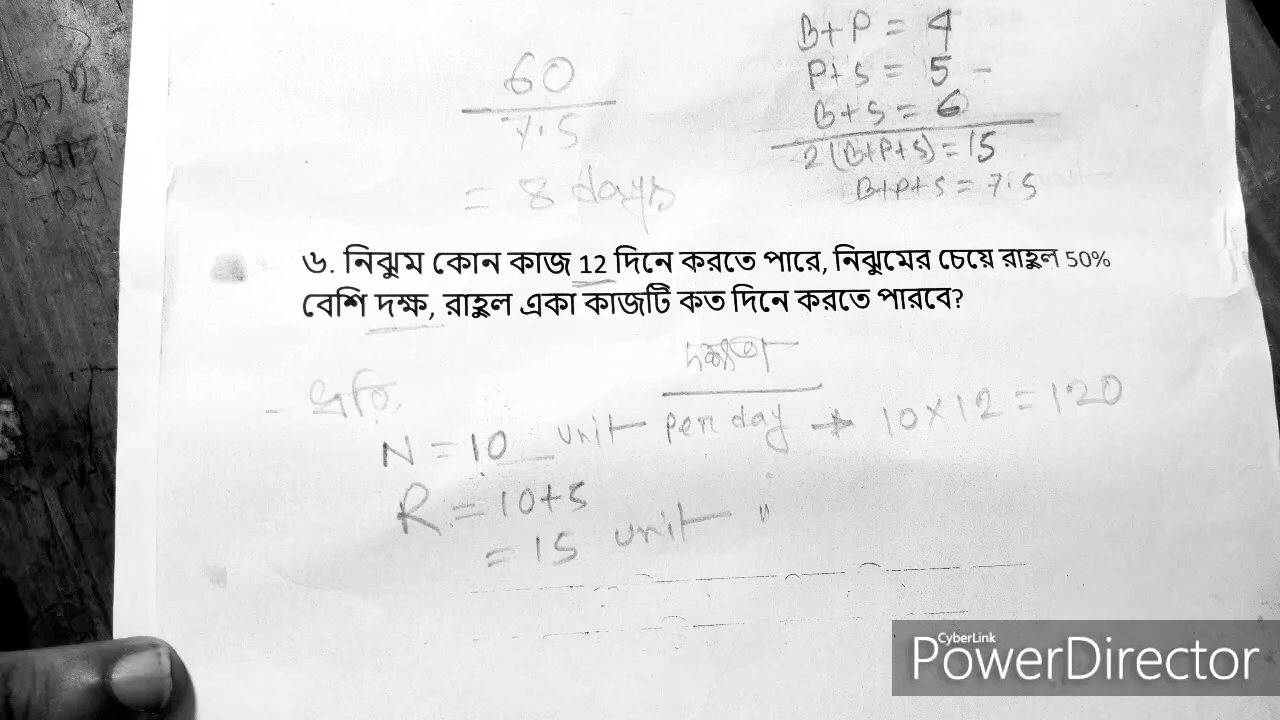 B+P = 4
P+S = 5 -
B+S = 6
2(B+P+S) = 15
B+P+S = 7.5
60
7.5
= 8 days
৬. নিঝুম কোন কাজ 12 দিনে করতে পারে, নিঝুমের চেয়ে রাহুল 50%
বেশি দক্ষ, রাহুল একা কাজটি কত দিনে করতে পারবে?
দক্ষতা
- প্রতি
N = 10 unit per day → 10×12 = 120
R = 10+5
= 15 unit "
CyberLink
PowerDirector